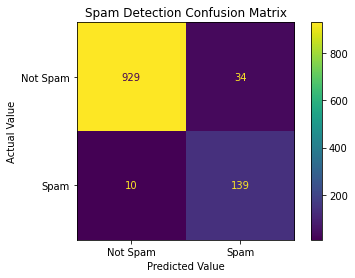 Spam Detection Confusion Matrix
Actual Value
Not Spam
929
34
Spam
10
139
Not Spam
Spam
Predicted Value
800
600
400
200